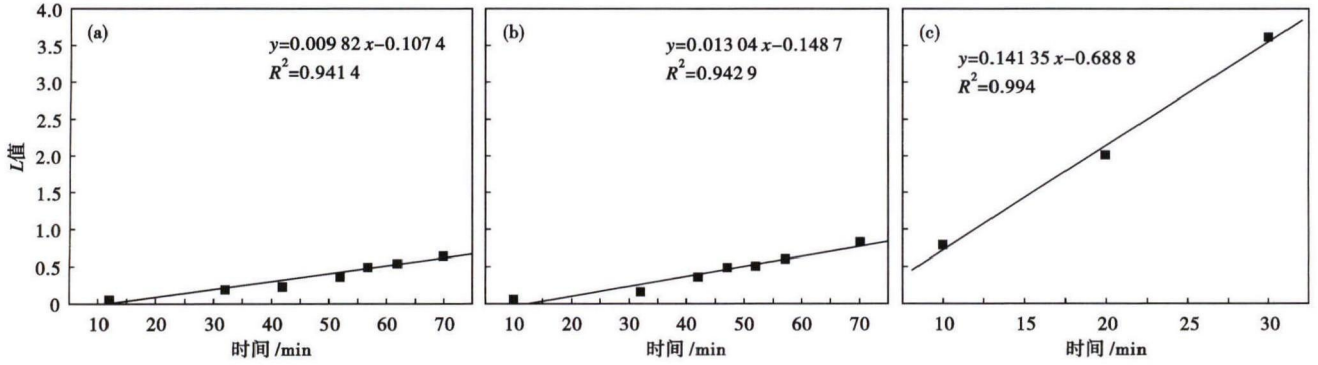 L值
4.0
3.5
3.0
2.5
2.0
1.5
1.0
0.5
0
(a)
y=0.009 82 x−0.107 4
R²=0.941 4
10 20 30 40 50 60 70
时间 /min
(b)
y=0.013 04 x−0.148 7
R²=0.942 9
10 20 30 40 50 60 70
时间 /min
(c)
y=0.141 35 x−0.688 8
R²=0.994
10 15 20 25 30
时间 /min